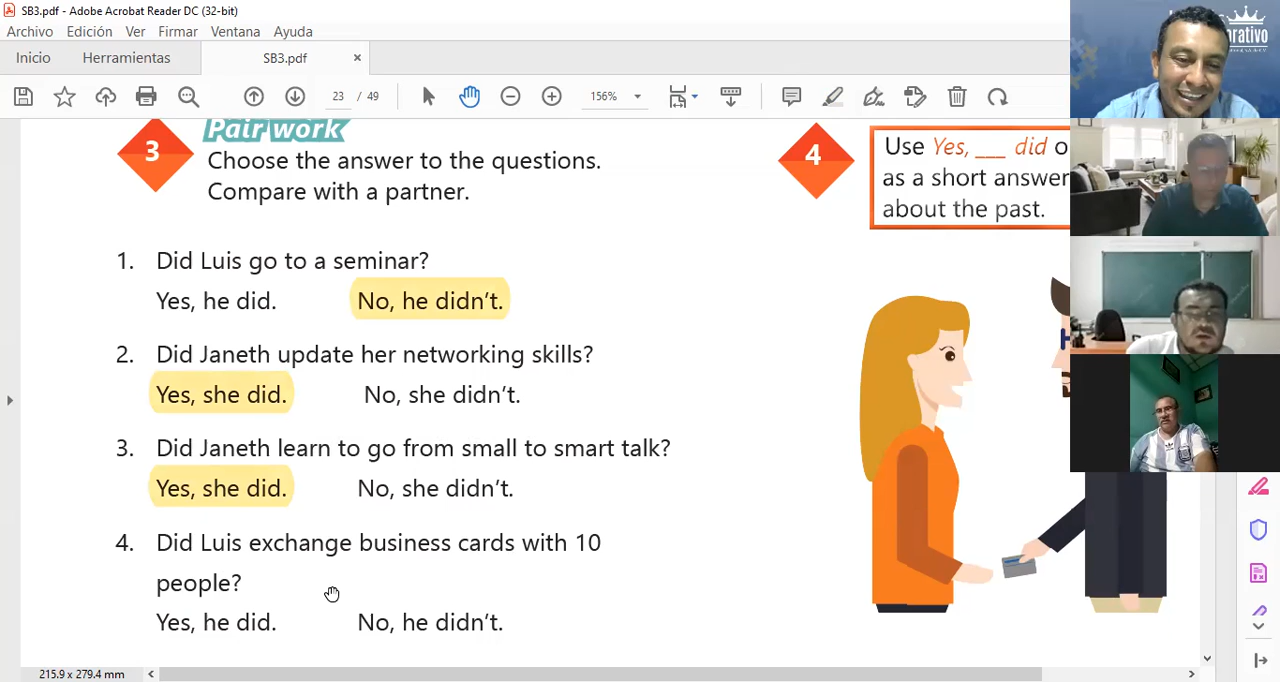 SB3.pdf - Adobe Acrobat Reader DC (32-bit)
Archivo Edición Ver Firmar Ventana Ayuda
Inicio Herramientas SB3.pdf ×
23 / 49 156%
3 Pair work
Choose the answer to the questions.
Compare with a partner.
1. Did Luis go to a seminar?
Yes, he did. No, he didn't.
2. Did Janeth update her networking skills?
Yes, she did. No, she didn't.
3. Did Janeth learn to go from small to smart talk?
Yes, she did. No, she didn't.
4. Did Luis exchange business cards with 10
people?
Yes, he did. No, he didn't.
4 Use Yes, ___ did o
as a short answer
about the past.
215.9 x 279.4 mm